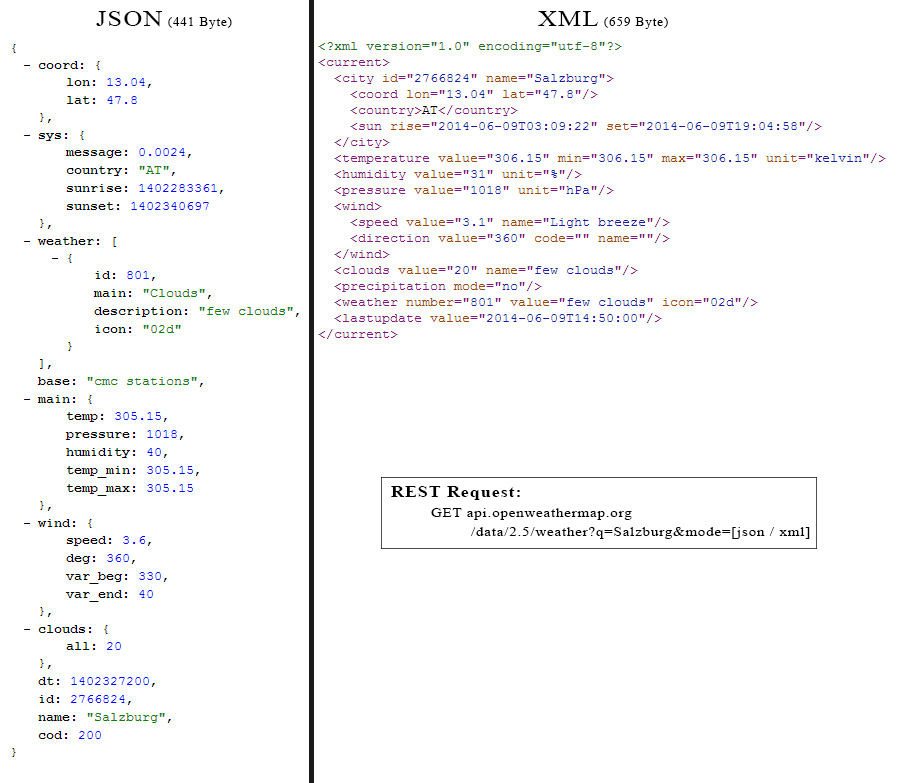 JSON (441 Byte)
{
- coord: {
lon: 13.04,
lat: 47.8
},
- sys: {
message: 0.0024,
country: "AT",
sunrise: 1402283361,
sunset: 1402340697
},
- weather: [
- {
id: 801,
main: "Clouds",
description: "few clouds",
icon: "02d"
}
],
base: "cmc stations",
- main: {
temp: 305.15,
pressure: 1018,
humidity: 40,
temp_min: 305.15,
temp_max: 305.15
},
- wind: {
speed: 3.6,
deg: 360,
var_beg: 330,
var_end: 40
},
- clouds: {
all: 20
},
dt: 1402327200,
id: 2766824,
name: "Salzburg",
cod: 200
}
XML (659 Byte)
<?xml version="1.0" encoding="utf-8"?>
<current>
<city id="2766824" name="Salzburg">
<coord lon="13.04" lat="47.8"/>
<country>AT</country>
<sun rise="2014-06-09T03:09:22" set="2014-06-09T19:04:58"/>
</city>
<temperature value="306.15" min="306.15" max="306.15" unit="kelvin"/>
<humidity value="31" unit="%"/>
<pressure value="1018" unit="hPa"/>
<wind>
<speed value="3.1" name="Light breeze"/>
<direction value="360" code="" name=""/>
</wind>
<clouds value="20" name="few clouds"/>
<precipitation mode="no"/>
<weather number="801" value="few clouds" icon="02d"/>
<lastupdate value="2014-06-09T14:50:00"/>
</current>
REST Request:
GET api.openweathermap.org
/data/2.5/weather?q=Salzburg&mode=[json / xml]